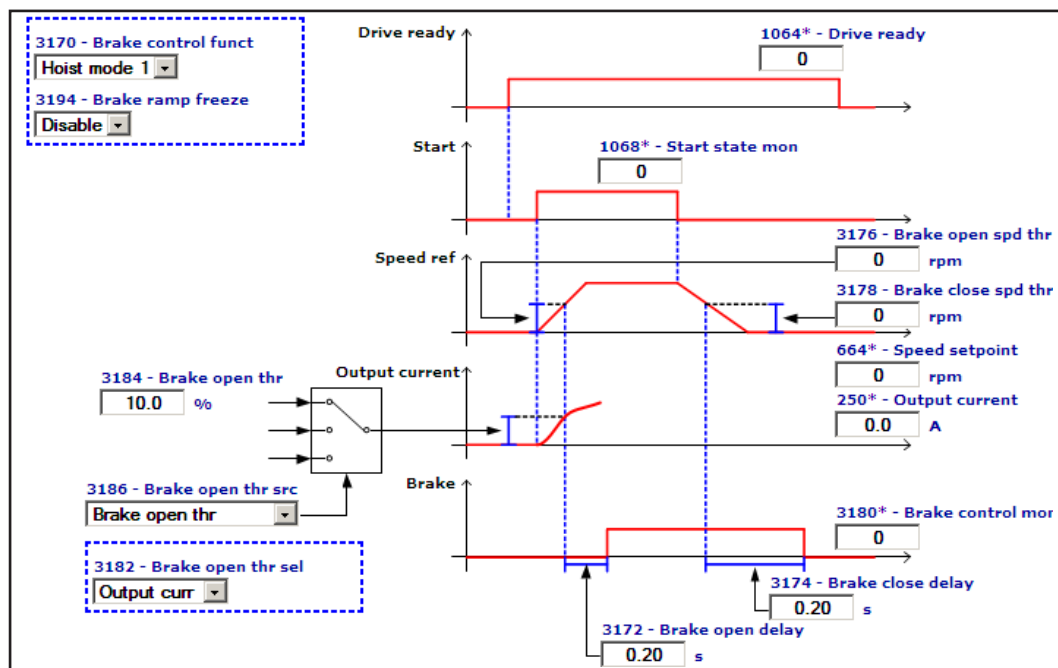 3170 - Brake control funct
Hoist mode 1
3194 - Brake ramp freeze
Disable
Drive ready
1064* - Drive ready
0
Start
1068* - Start state mon
0
Speed ref
3176 - Brake open spd thr
0 rpm
3178 - Brake close spd thr
0 rpm
664* - Speed setpoint
0 rpm
3184 - Brake open thr
10.0 %
Output current
250* - Output current
0.0 A
3186 - Brake open thr src
Brake open thr
Brake
3180* - Brake control mor
0
3182 - Brake open thr sel
Output curr
3174 - Brake close delay
0.20 s
3172 - Brake open delay
0.20 s